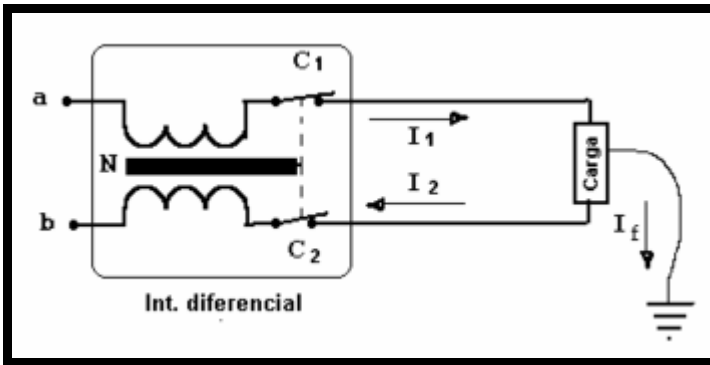 C1
a
I1
N
Carga
I2
b
If
C2
Int. diferencial